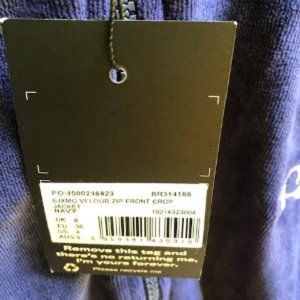 PO:4500248823 BR314188
BJXMG VELOUR ZIP FRONT CROP
JACKET
NAVY 10214323004
UK 8
EU 36
US 4
AUS 8
Remove this tag and
there's no returning me,
I'm yours forever.
Please recycle me